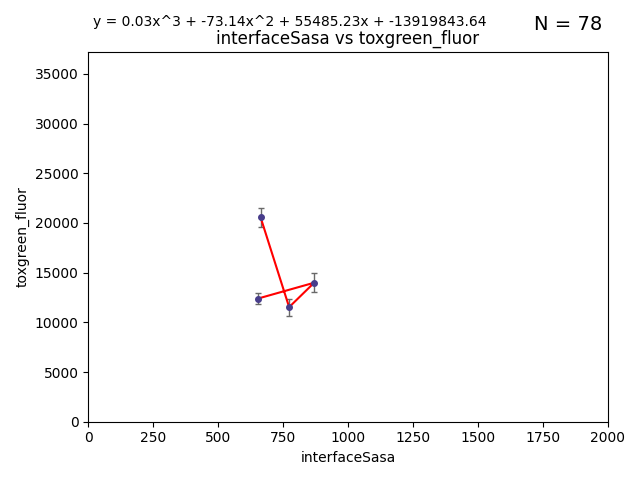 y = 0.03x^3 + -73.14x^2 + 55485.23x + -13919843.64
N = 78
interfaceSasa vs toxgreen_fluor
35000
30000
25000
20000
15000
10000
5000
0
toxgreen_fluor
0 250 500 750 1000 1250 1500 1750 2000
interfaceSasa